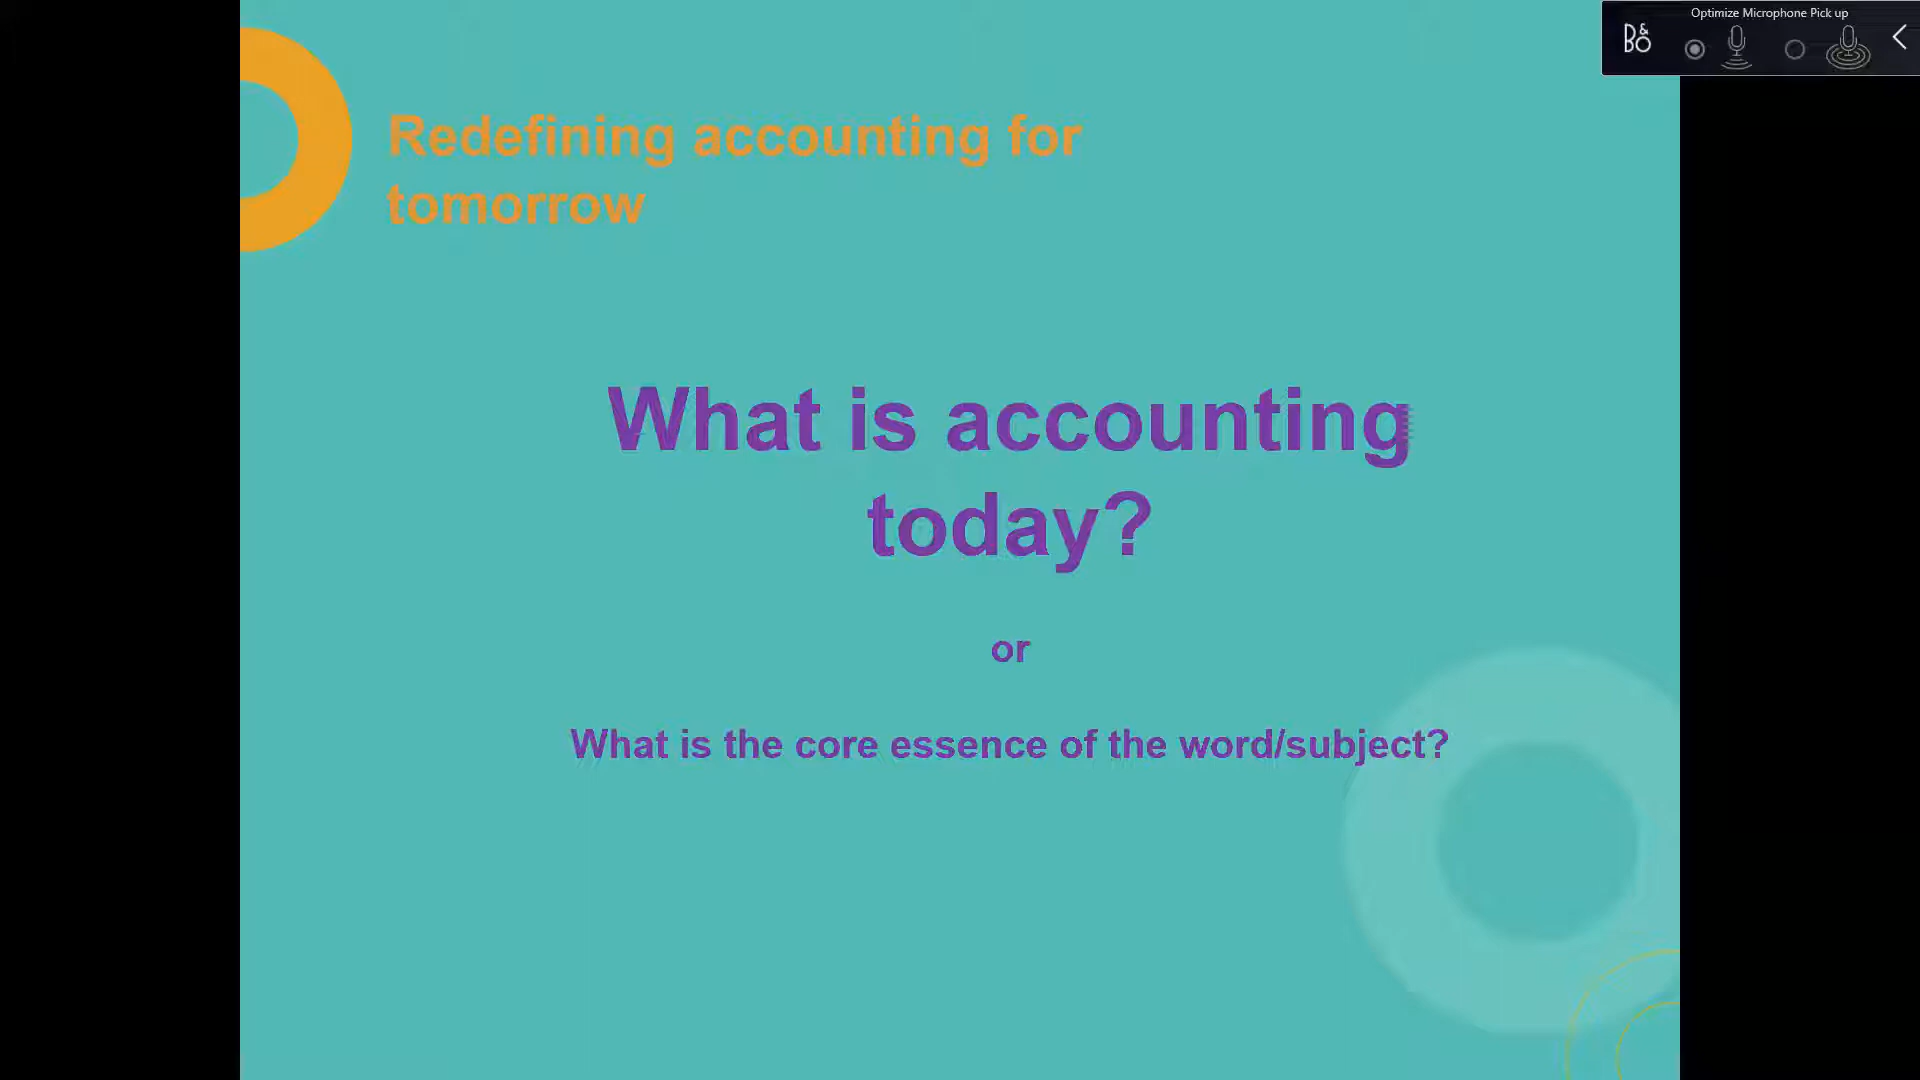 Optimize Microphone Pick up
B&O
Redefining accounting for
tomorrow
What is accounting
today?
or
What is the core essence of the word/subject?